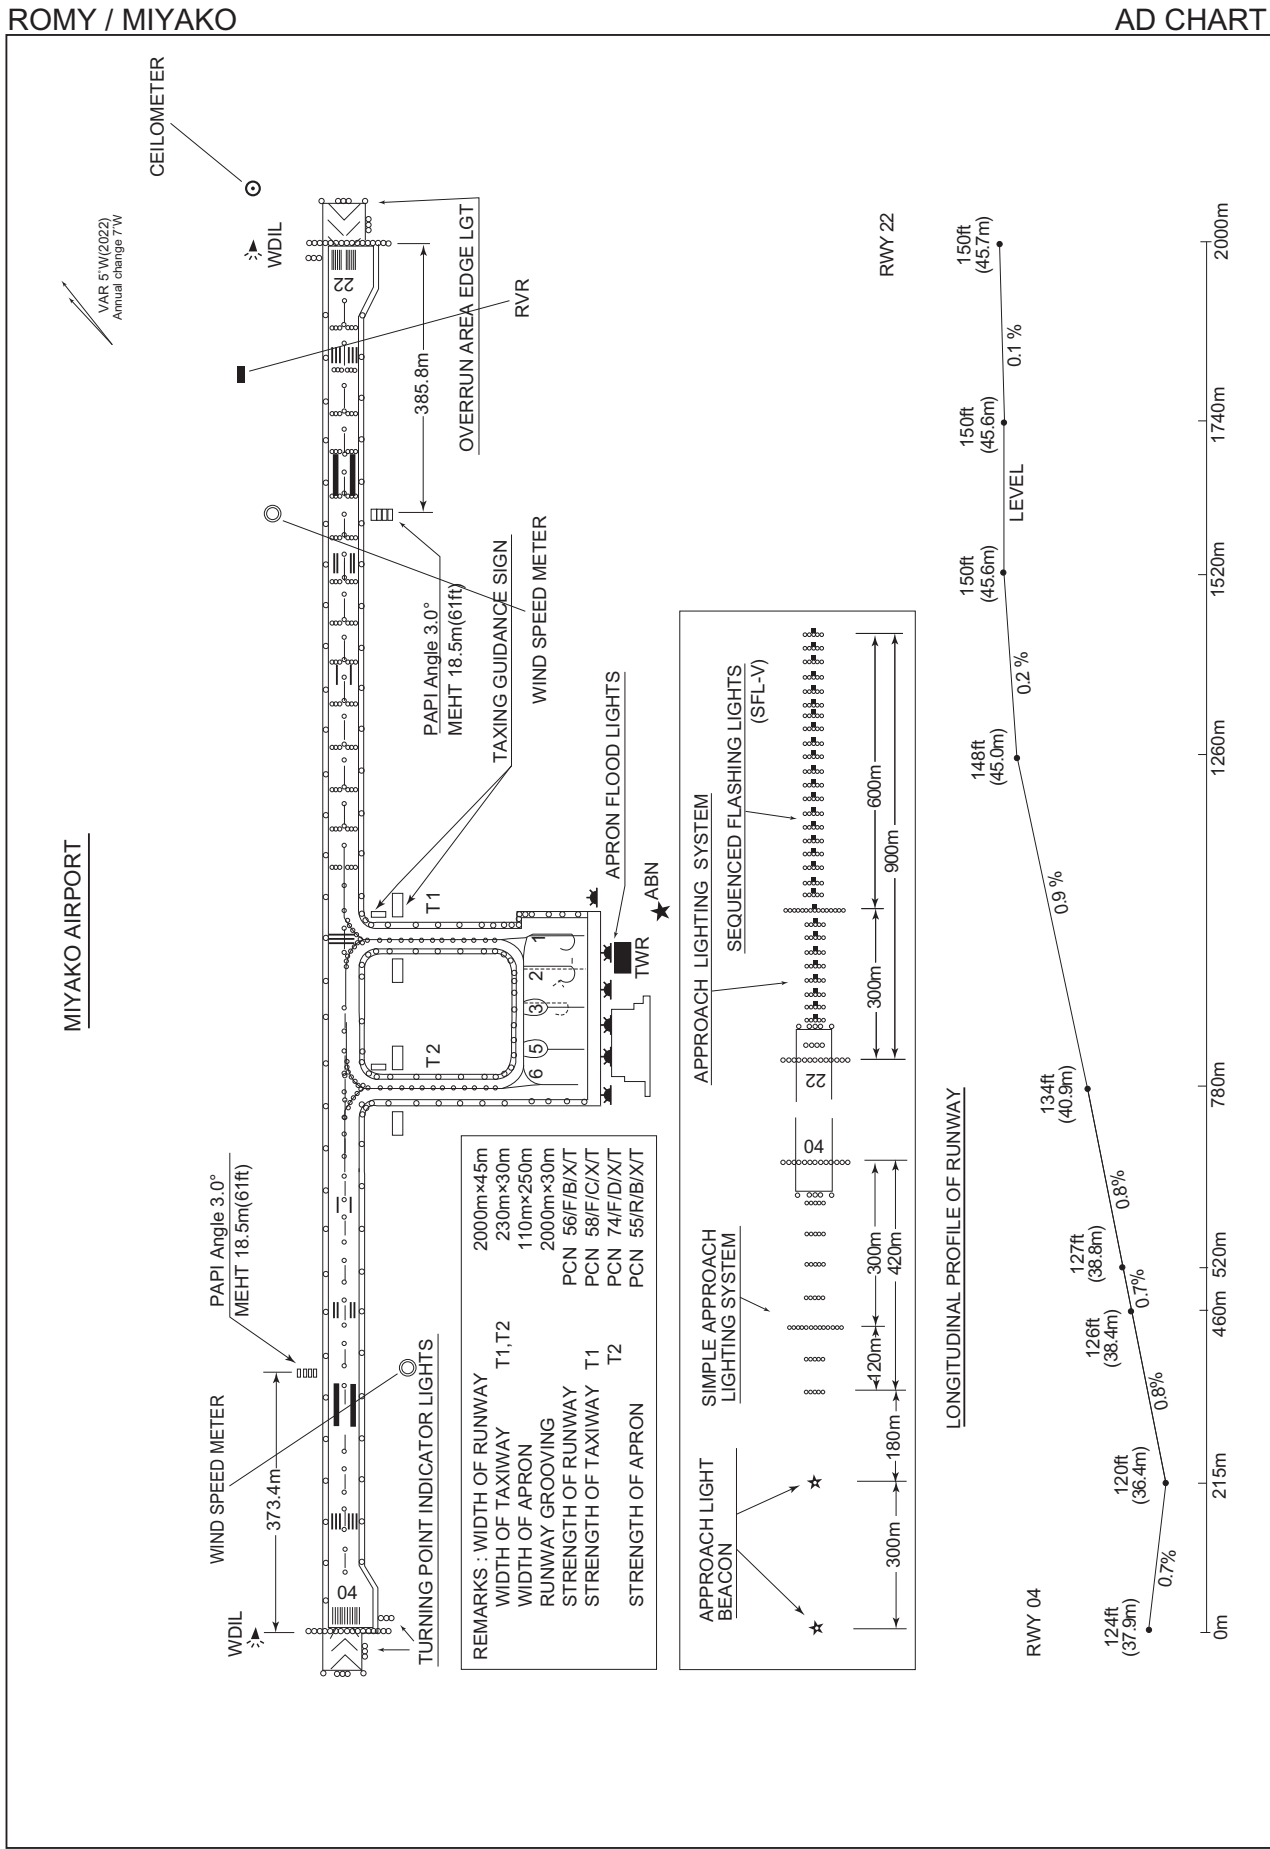 ROMY / MIYAKO
AD CHART
MIYAKO AIRPORT
VAR 5°W(2022)
Annual change 7'W
CEILOMETER
WDIL
22
OVERRUN AREA EDGE LGT
RVR
385.8m
PAPI Angle 3.0°
MEHT 18.5m(61ft)
TAXING GUIDANCE SIGN
WIND SPEED METER
APRON FLOOD LIGHTS
ABN
TWR
T1
T2
1
2
3
5
6
PAPI Angle 3.0°
MEHT 18.5m(61ft)
WIND SPEED METER
373.4m
WDIL
04
TURNING POINT INDICATOR LIGHTS
REMARKS : WIDTH OF RUNWAY 2000m×45m
WIDTH OF TAXIWAY T1,T2 230m×30m
WIDTH OF APRON 110m×250m
RUNWAY GROOVING 2000m×30m
STRENGTH OF RUNWAY PCN 56/F/B/X/T
STRENGTH OF TAXIWAY T1 PCN 58/F/C/X/T
T2 PCN 74/F/D/X/T
STRENGTH OF APRON PCN 55/R/B/X/T
APPROACH LIGHTING SYSTEM
SEQUENCED FLASHING LIGHTS
(SFL-V)
600m
900m
300m
22
04
SIMPLE APPROACH
LIGHTING SYSTEM
300m
420m
120m
180m
300m
APPROACH LIGHT
BEACON
LONGITUDINAL PROFILE OF RUNWAY
RWY 04
RWY 22
124ft
(37.9m)
120ft
(36.4m)
126ft
(38.4m)
127ft
(38.8m)
134ft
(40.9m)
148ft
(45.0m)
150ft
(45.6m)
150ft
(45.6m)
150ft
(45.7m)
0.7%
0.8%
0.7%
0.8%
0.9 %
0.2 %
LEVEL
0.1 %
0m
215m
460m
520m
780m
1260m
1520m
1740m
2000m